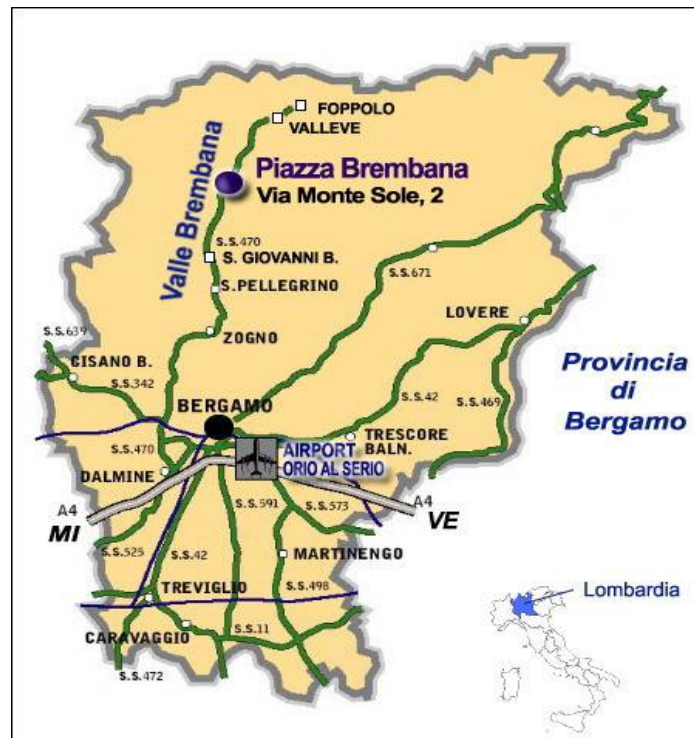 FOPPOLO
VALLEVE
Piazza Brembana
Via Monte Sole, 2
Valle Brembana
S.S.470
S. GIOVANNI B.
S.S.671
S.PELLEGRINO
LOVERE
S.S.639
ZOGNO
CISANO B.
Provincia
di
Bergamo
S.S.342
S.S.42
S.S.469
BERGAMO
TRESCORE
BALN.
S.S.470
AIRPORT
ORIO AL SERIO
DALMINE
A4
MI
A4
VE
S.S.591
S.S.573
S.S.525
S.S.42
MARTINENGO
TREVIGLIO
S.S.498
Lombardia
CARAVAGGIO
S.S.11
S.S.472